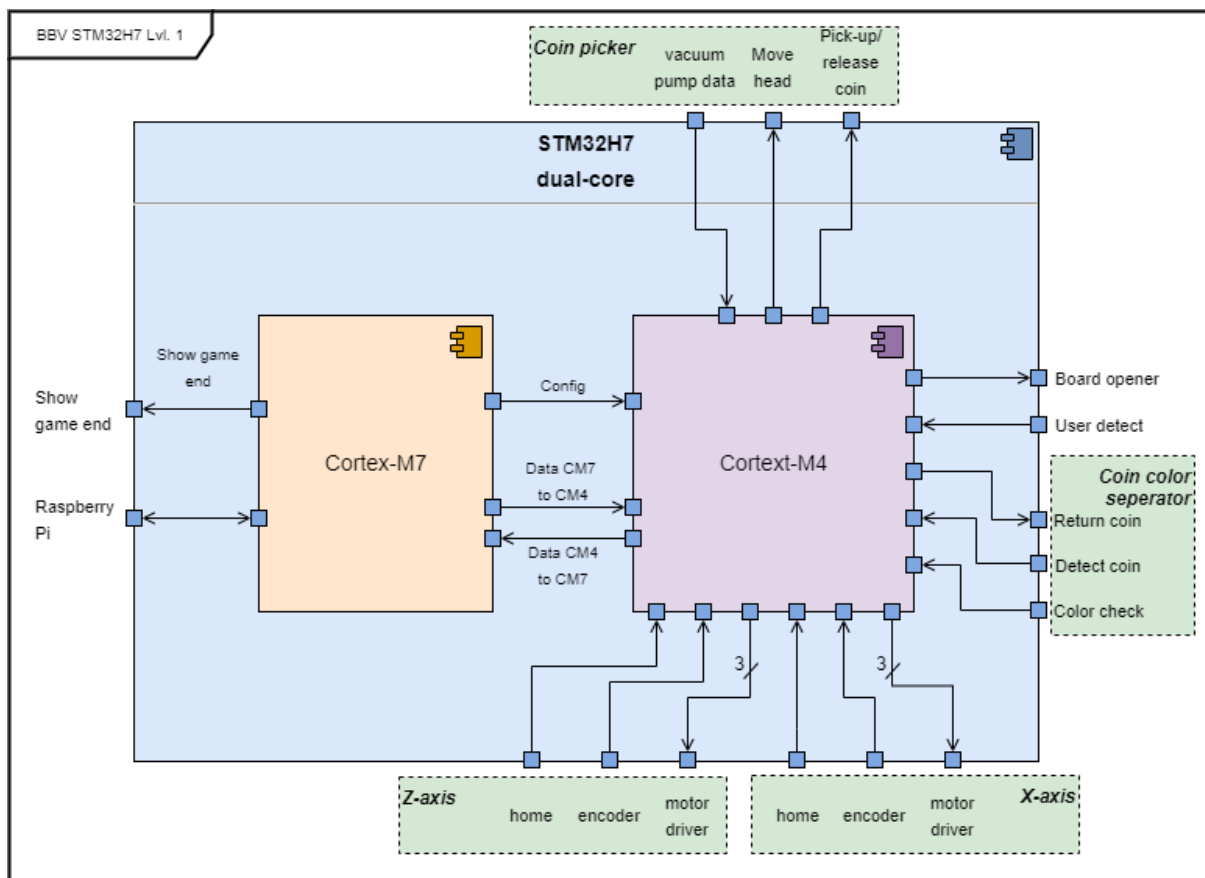 BBV STM32H7 Lvl. 1
Coin picker
vacuum
pump data
Move
head
Pick-up/
release
coin
STM32H7
dual-core
Show game
end
Show
game end
Raspberry
Pi
Cortex-M7
Config
Data CM7
to CM4
Data CM4
to CM7
Cortext-M4
Board opener
User detect
Coin color
seperator
Return coin
Detect coin
Color check
3
3
Z-axis
home
encoder
motor
driver
home
encoder
motor
driver
X-axis